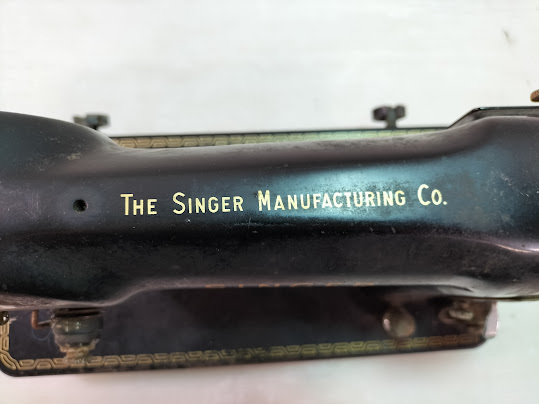 THE SINGER MANUFACTURING CO.